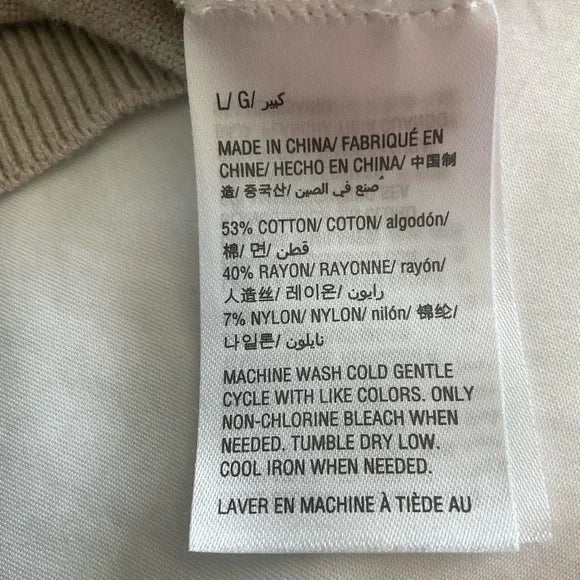 L/ G/ كبير
MADE IN CHINA/ FABRIQUÉ EN
CHINE/ HECHO EN CHINA/ 中国制
造/ 중국산/ صُنع في الصين
53% COTTON/ COTON/ algodón/
棉/ 면/ قطن
40% RAYON/ RAYONNE/ rayón/
人造丝/ 레이온/ رايون
7% NYLON/ NYLON/ nilón/ 锦纶/
나일론/ نايلون
MACHINE WASH COLD GENTLE
CYCLE WITH LIKE COLORS. ONLY
NON-CHLORINE BLEACH WHEN
NEEDED. TUMBLE DRY LOW.
COOL IRON WHEN NEEDED.
LAVER EN MACHINE À TIÈDE AU